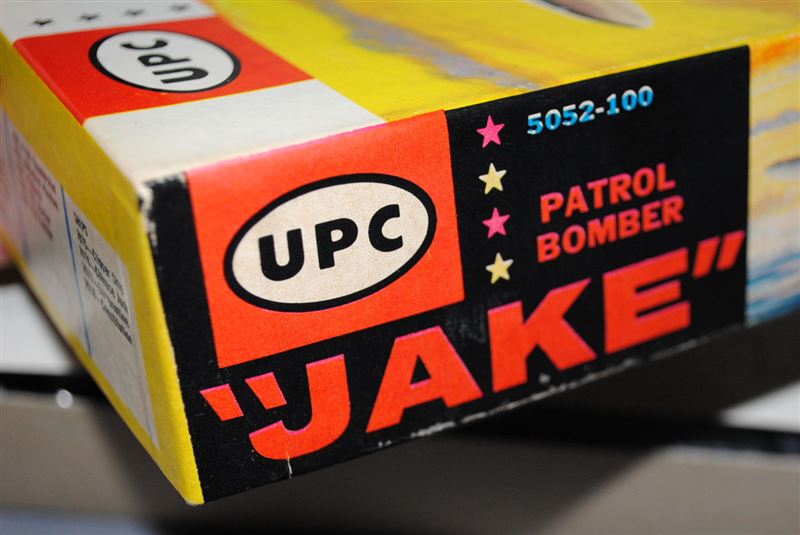 UPC
UPC
5052-100
PATROL
BOMBER
"JAKE"